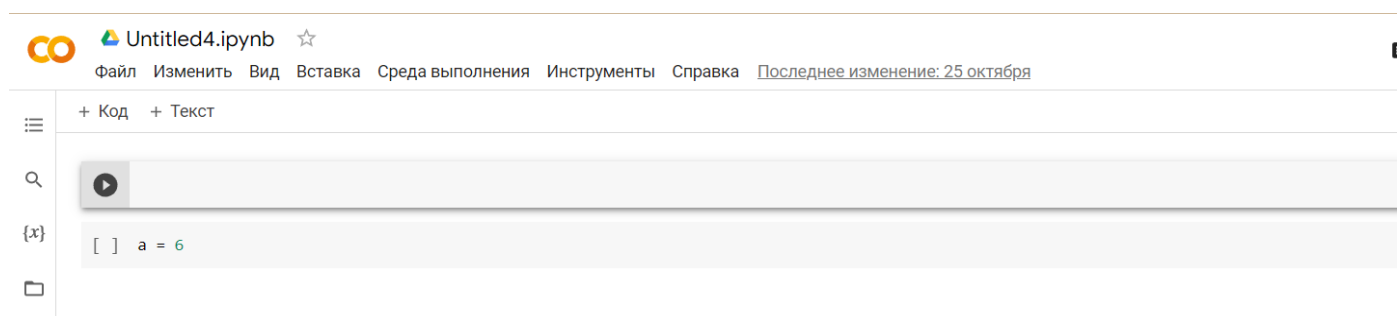 CO Untitled4.ipynb
Файл Изменить Вид Вставка Среда выполнения Инструменты Справка Последнее изменение: 25 октября
+ Код + Текст
{x}
[ ] a = 6